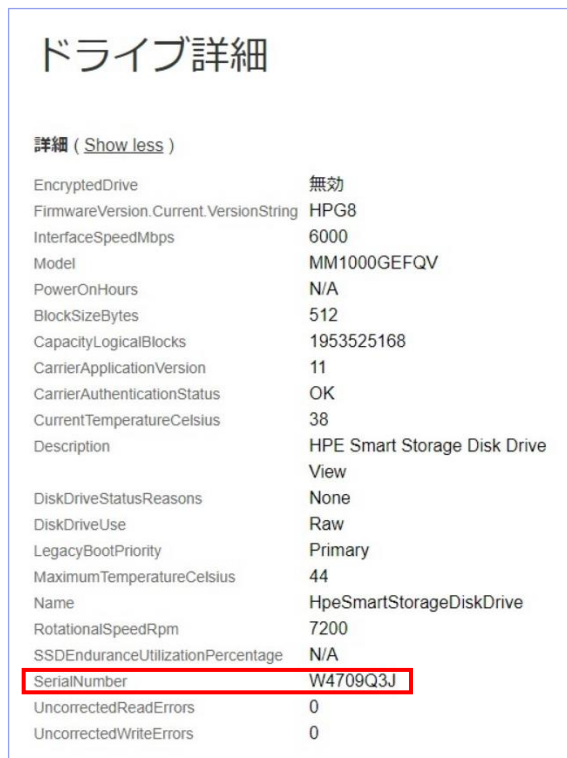 ドライブ詳細
詳細 ( Show less )
EncryptedDrive 無効
FirmwareVersion.Current.VersionString HPG8
InterfaceSpeedMbps 6000
Model MM1000GEFQV
PowerOnHours N/A
BlockSizeBytes 512
CapacityLogicalBlocks 1953525168
CarrierApplicationVersion 11
CarrierAuthenticationStatus OK
CurrentTemperatureCelsius 38
Description HPE Smart Storage Disk Drive
View
DiskDriveStatusReasons None
DiskDriveUse Raw
LegacyBootPriority Primary
MaximumTemperatureCelsius 44
Name HpeSmartStorageDiskDrive
RotationalSpeedRpm 7200
SSDEnduranceUtilizationPercentage N/A
SerialNumber W4709Q3J
UncorrectedReadErrors 0
UncorrectedWriteErrors 0